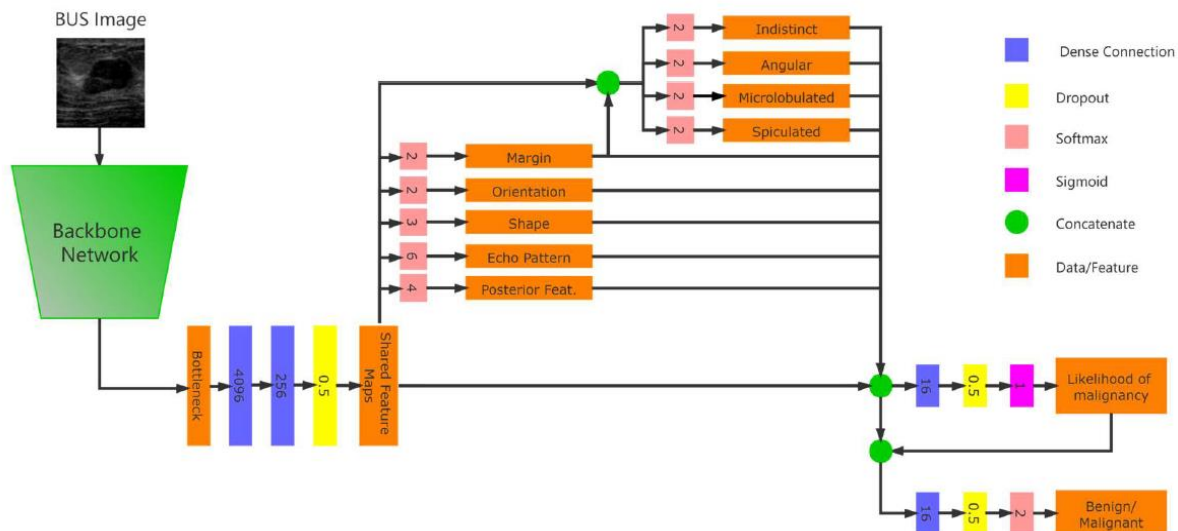 BUS Image
Backbone
Network
Bottleneck
4096
256
0.5
Shared Feature
Maps
2
Margin
2
Orientation
3
Shape
6
Echo Pattern
4
Posterior Feat.
2
Indistinct
2
Angular
2
Microlobulated
2
Spiculated
16
0.5
1
Likelihood of
malignancy
16
0.5
2
Benign/
Malignant
Dense Connection
Dropout
Softmax
Sigmoid
Concatenate
Data/Feature